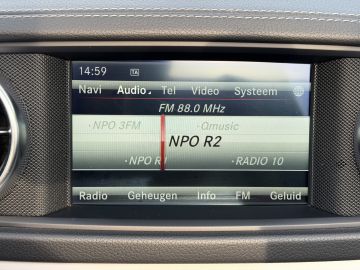 14:59 TA
Navi Audio Tel Video Systeem
FM 88.0 MHz
NPO 3FM Qmusic
NPO R2
NPO R1 RADIO 10
Radio Geheugen Info FM Geluid